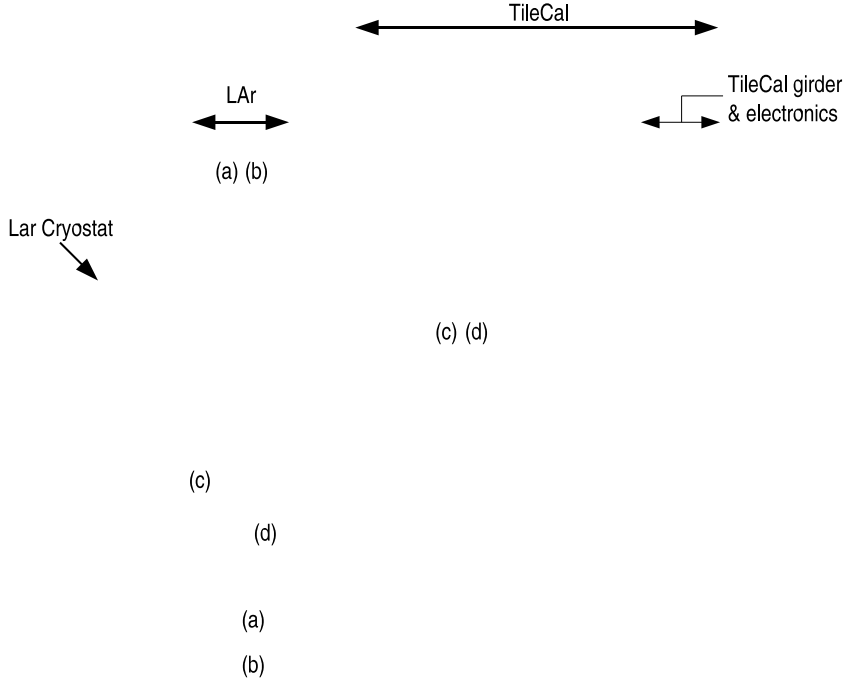 TileCal
LAr
TileCal girder
& electronics
(a) (b)
Lar Cryostat
(c) (d)
(c)
(d)
(a)
(b)